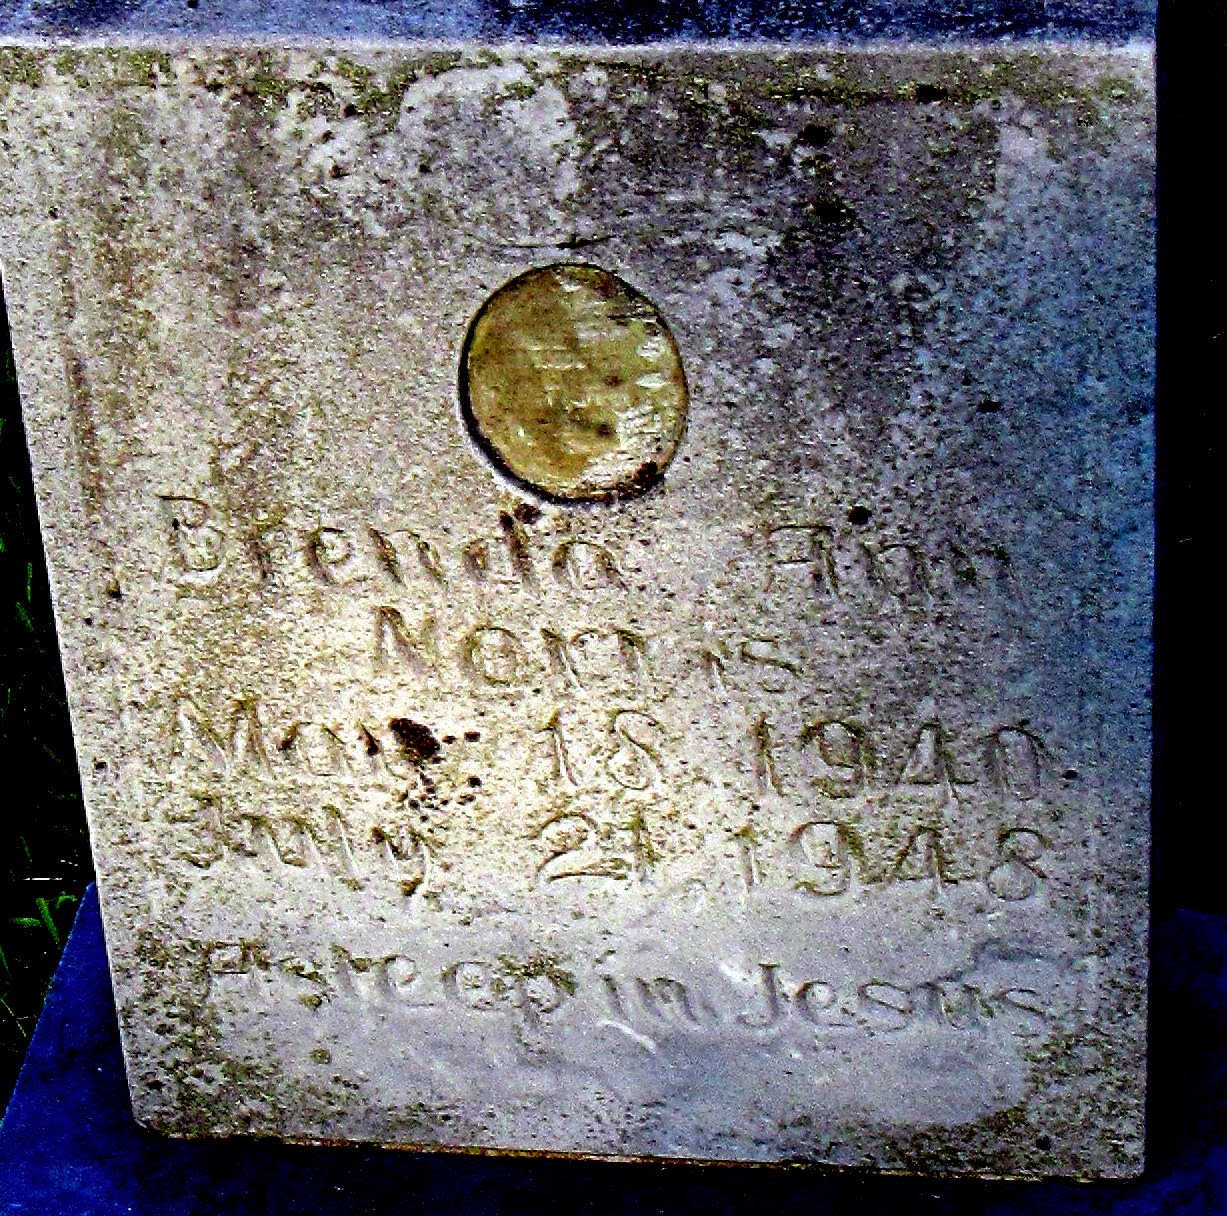 Brenda Ann
Norris
May 18, 1940
July 21, 1948
Asleep in Jesus